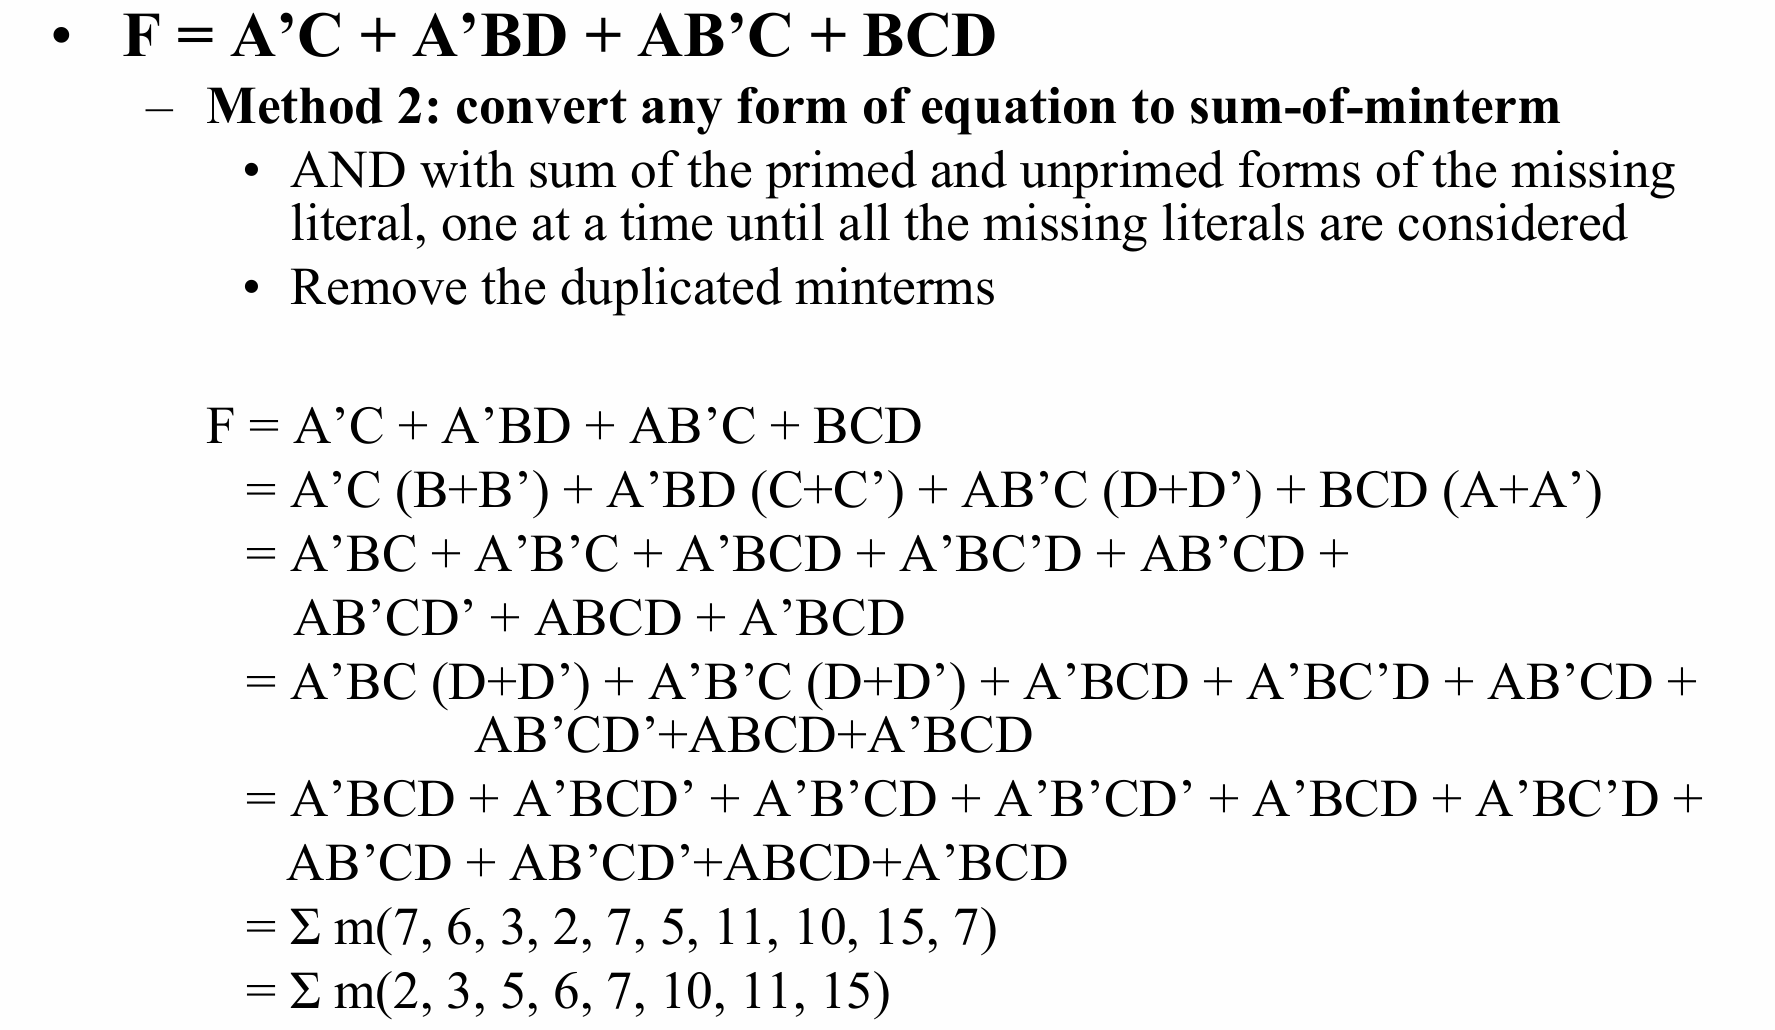 • F = A’C + A’BD + AB’C + BCD
– Method 2: convert any form of equation to sum-of-minterm
• AND with sum of the primed and unprimed forms of the missing
literal, one at a time until all the missing literals are considered
• Remove the duplicated minterms
F = A’C + A’BD + AB’C + BCD
= A’C (B+B’) + A’BD (C+C’) + AB’C (D+D’) + BCD (A+A’)
= A’BC + A’B’C + A’BCD + A’BC’D + AB’CD +
AB’CD’ + ABCD + A’BCD
= A’BC (D+D’) + A’B’C (D+D’) + A’BCD + A’BC’D + AB’CD +
AB’CD’+ABCD+A’BCD
= A’BCD + A’BCD’ + A’B’CD + A’B’CD’ + A’BCD + A’BC’D +
AB’CD + AB’CD’+ABCD+A’BCD
= Σ m(7, 6, 3, 2, 7, 5, 11, 10, 15, 7)
= Σ m(2, 3, 5, 6, 7, 10, 11, 15)